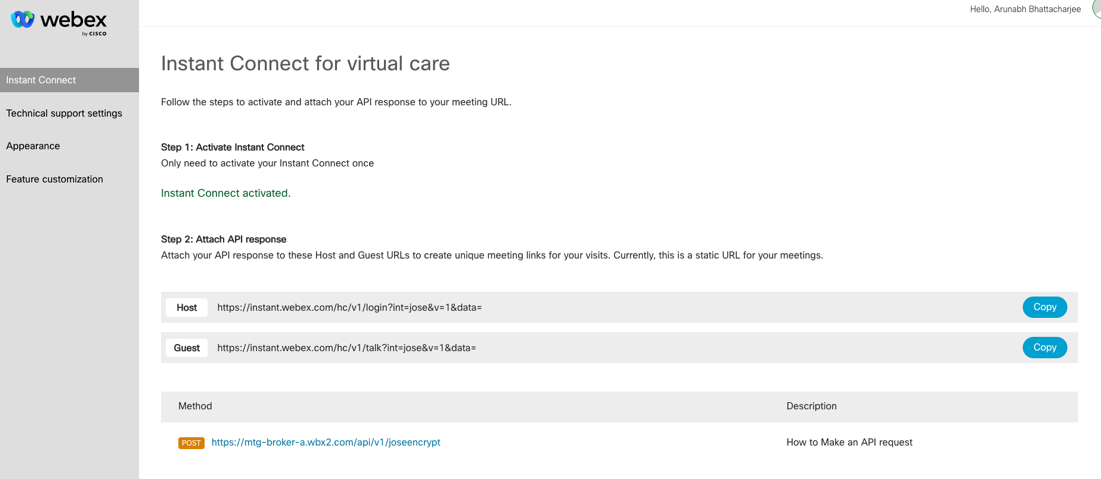 webex
by CISCO
Hello, Arunabh Bhattacharjee
Instant Connect
Technical support settings
Appearance
Feature customization
Instant Connect for virtual care
Follow the steps to activate and attach your API response to your meeting URL.
Step 1: Activate Instant Connect
Only need to activate your Instant Connect once
Instant Connect activated.
Step 2: Attach API response
Attach your API response to these Host and Guest URLs to create unique meeting links for your visits. Currently, this is a static URL for your meetings.
Host https://instant.webex.com/hc/v1/login?int=jose&v=1&data= Copy
Guest https://instant.webex.com/hc/v1/talk?int=jose&v=1&data= Copy
Method Description
POST https://mtg-broker-a.wbx2.com/api/v1/joseencrypt How to Make an API request